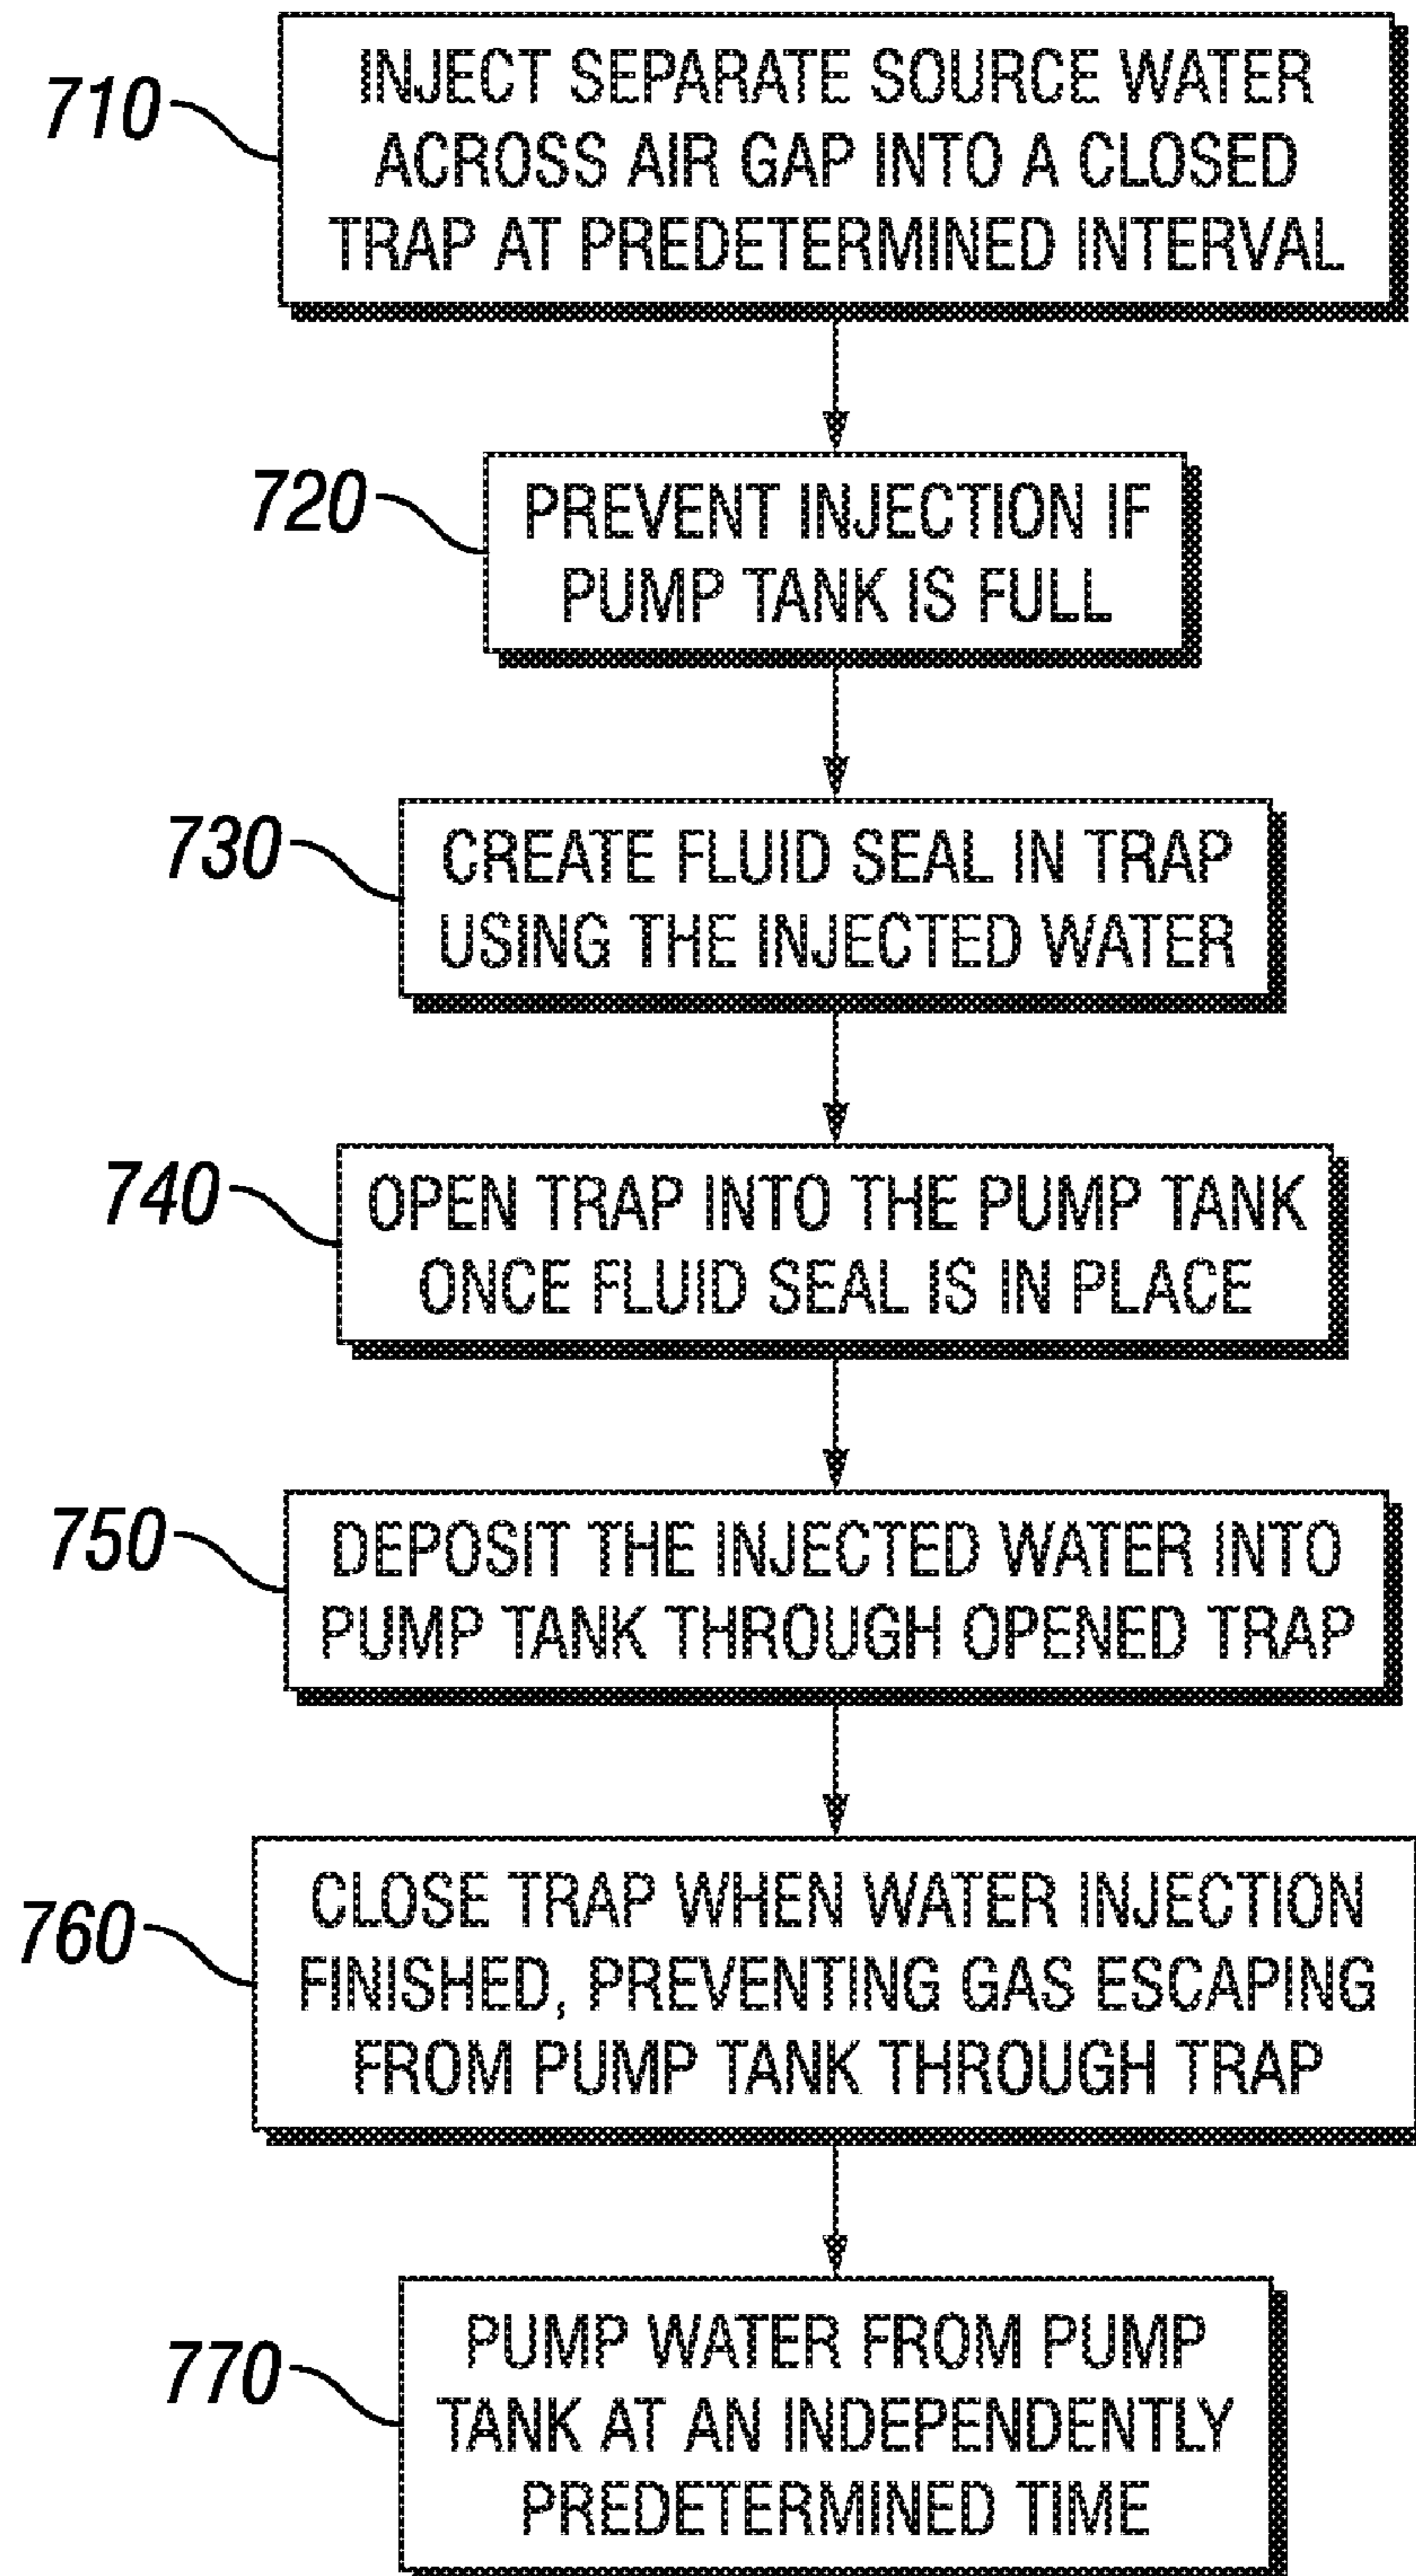 710
INJECT SEPARATE SOURCE WATER
ACROSS AIR GAP INTO A CLOSED
TRAP AT PREDETERMINED INTERVAL
720
PREVENT INJECTION IF
PUMP TANK IS FULL
730
CREATE FLUID SEAL IN TRAP
USING THE INJECTED WATER
740
OPEN TRAP INTO THE PUMP TANK
ONCE FLUID SEAL IS IN PLACE
750
DEPOSIT THE INJECTED WATER INTO
PUMP TANK THROUGH OPENED TRAP
760
CLOSE TRAP WHEN WATER INJECTION
FINISHED, PREVENTING GAS ESCAPING
FROM PUMP TANK THROUGH TRAP
770
PUMP WATER FROM PUMP
TANK AT AN INDEPENDENTLY
PREDETERMINED TIME